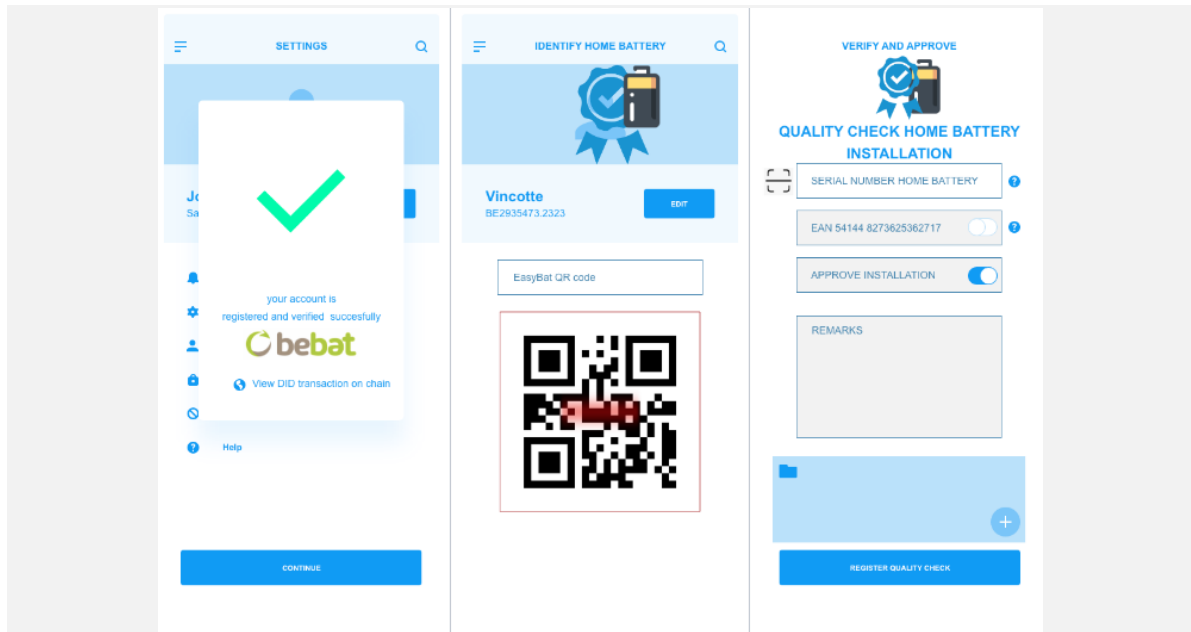 SETTINGS
Jo
Sa
your account is
registered and verified succesfully
bebat
View DID transaction on chain
Help
CONTINUE
IDENTIFY HOME BATTERY
Vincotte
BE2935473.2323
EDIT
EasyBat QR code
VERIFY AND APPROVE
QUALITY CHECK HOME BATTERY
INSTALLATION
SERIAL NUMBER HOME BATTERY
EAN 54144 8273625362717
APPROVE INSTALLATION
REMARKS
REGISTER QUALITY CHECK